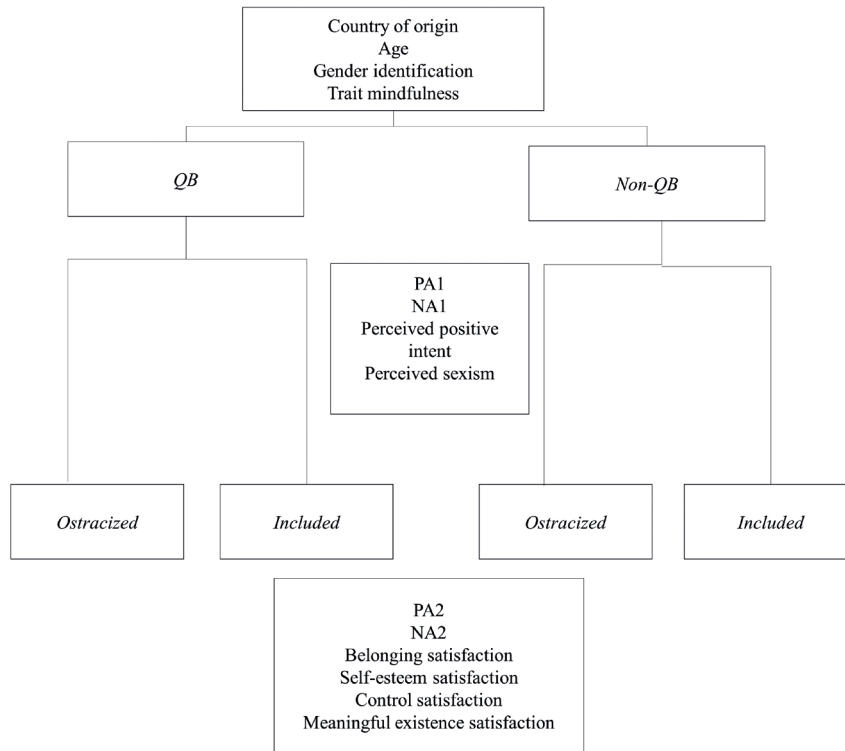 Country of origin
Age
Gender identification
Trait mindfulness
QB
Non-QB
PA1
NA1
Perceived positive
intent
Perceived sexism
Ostracized
Included
Ostracized
Included
PA2
NA2
Belonging satisfaction
Self-esteem satisfaction
Control satisfaction
Meaningful existence satisfaction